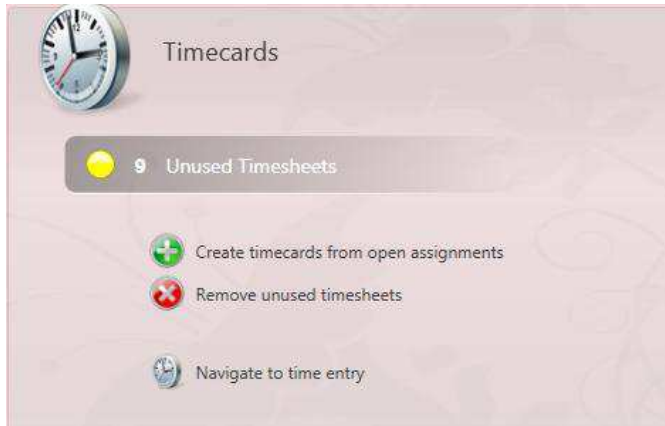 Timecards
9 Unused Timesheets
Create timecards from open assignments
Remove unused timesheets
Navigate to time entry